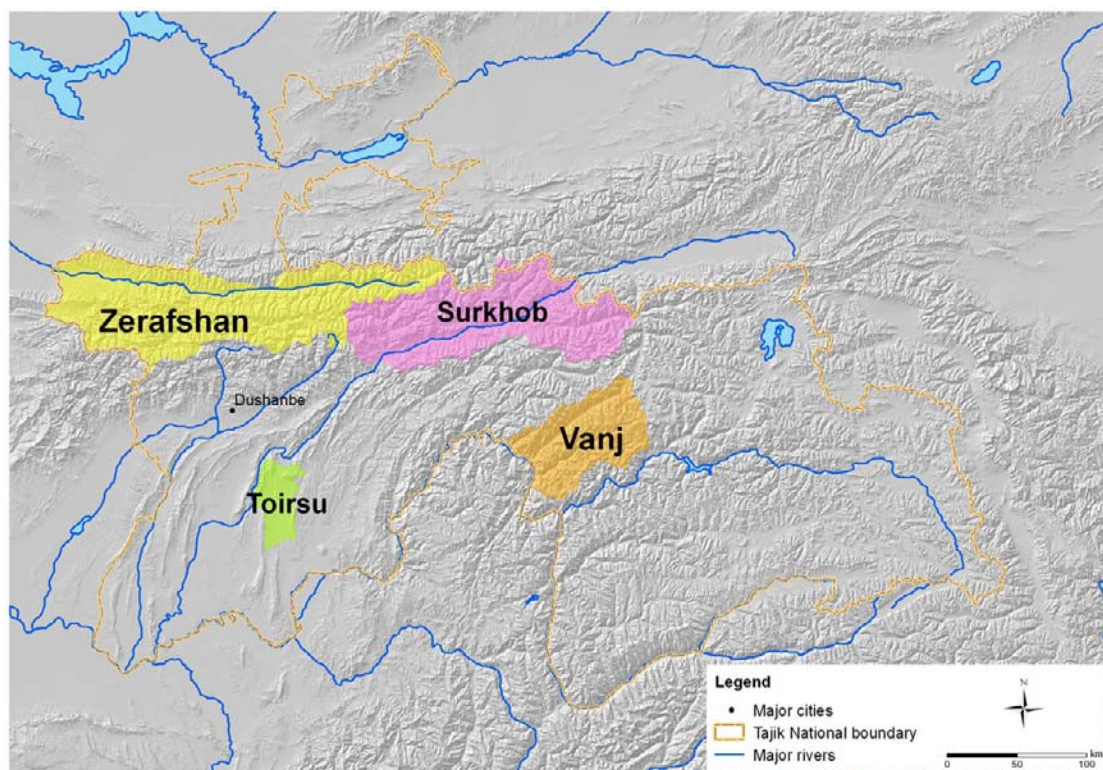 Zerafshan
Surkhob
Dushanbe
Vanj
Toirsu
Legend
Major cities
Tajik National boundary
Major rivers
N
km
0 50 100